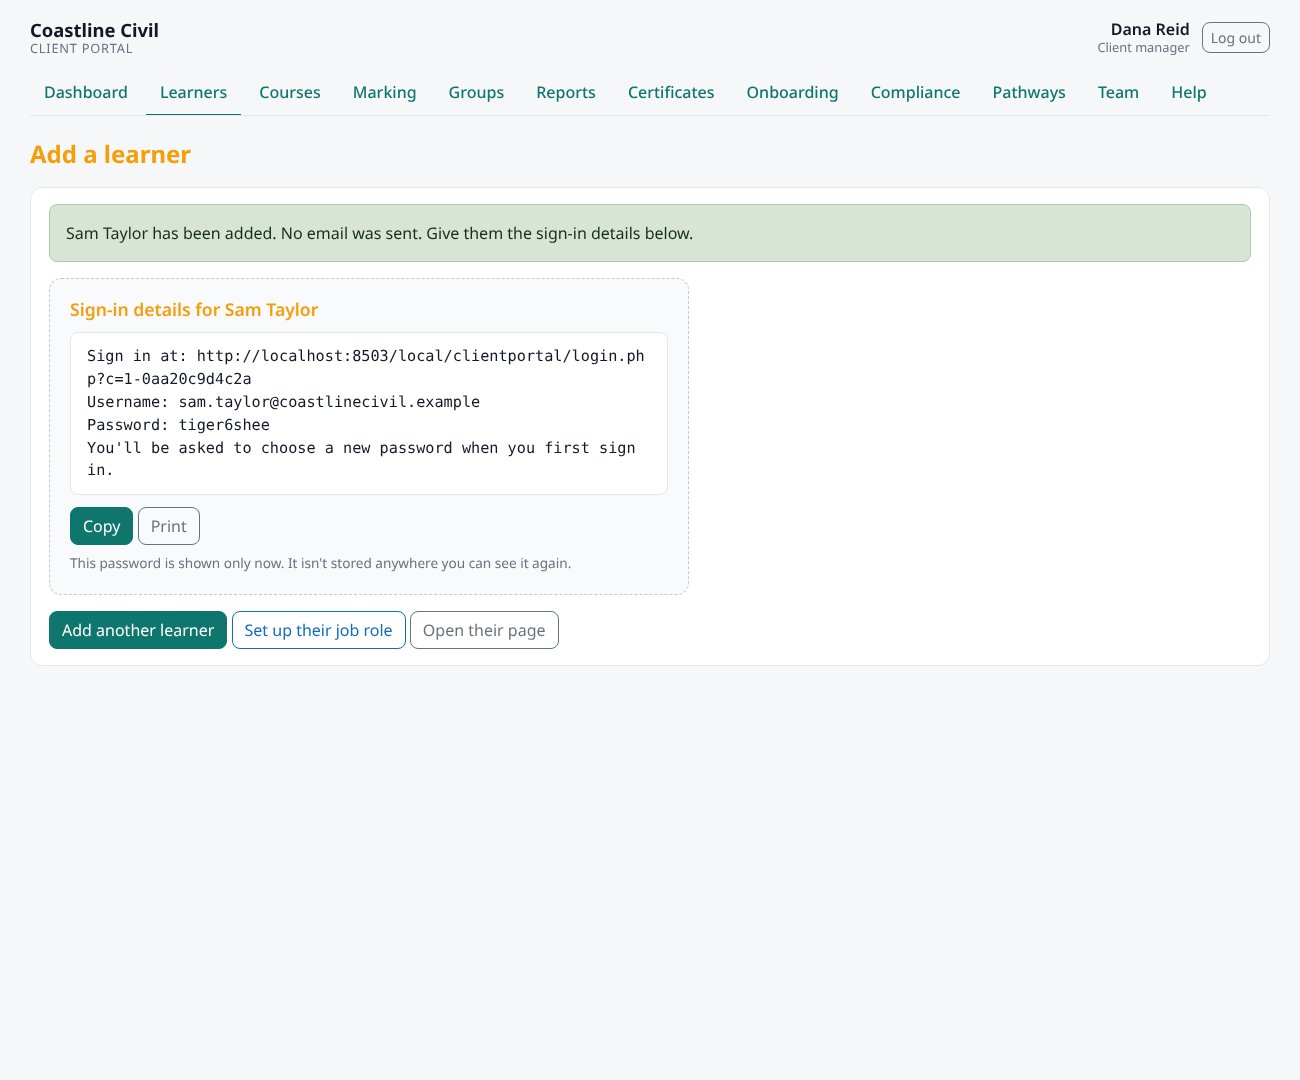 Coastline Civil
CLIENT PORTAL
Dana Reid
Client manager
Log out
Dashboard Learners Courses Marking Groups Reports Certificates Onboarding Compliance Pathways Team Help
Add a learner
Sam Taylor has been added. No email was sent. Give them the sign-in details below.
Sign-in details for Sam Taylor
Sign in at: http://localhost:8503/local/clientportal/login.ph
p?c=1-0aa20c9d4c2a
Username: sam.taylor@coastlinecivil.example
Password: tiger6shee
You'll be asked to choose a new password when you first sign
in.
Copy Print
This password is shown only now. It isn't stored anywhere you can see it again.
Add another learner Set up their job role Open their page